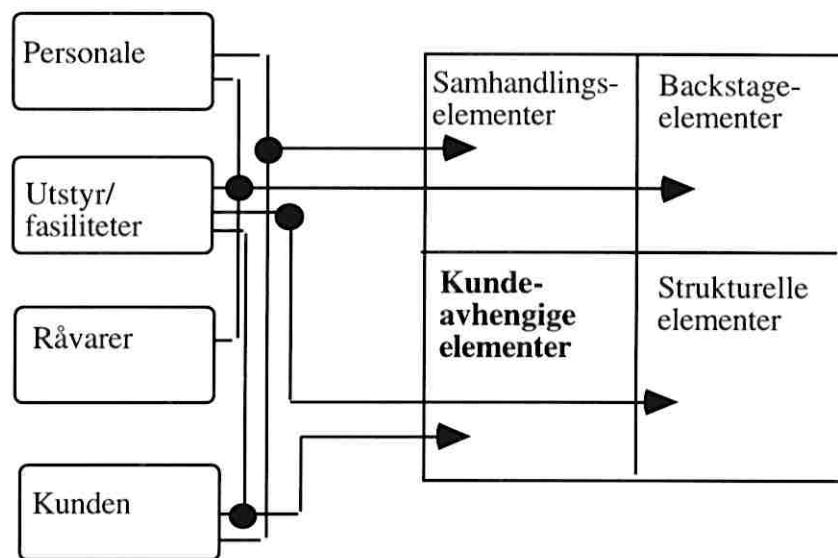 Personale
Utstyr/
fasiliteter
Råvarer
Kunden
Samhandlings-
elementer
Backstage-
elementer
Kunde-
avhengige
elementer
Strukturelle
elementer